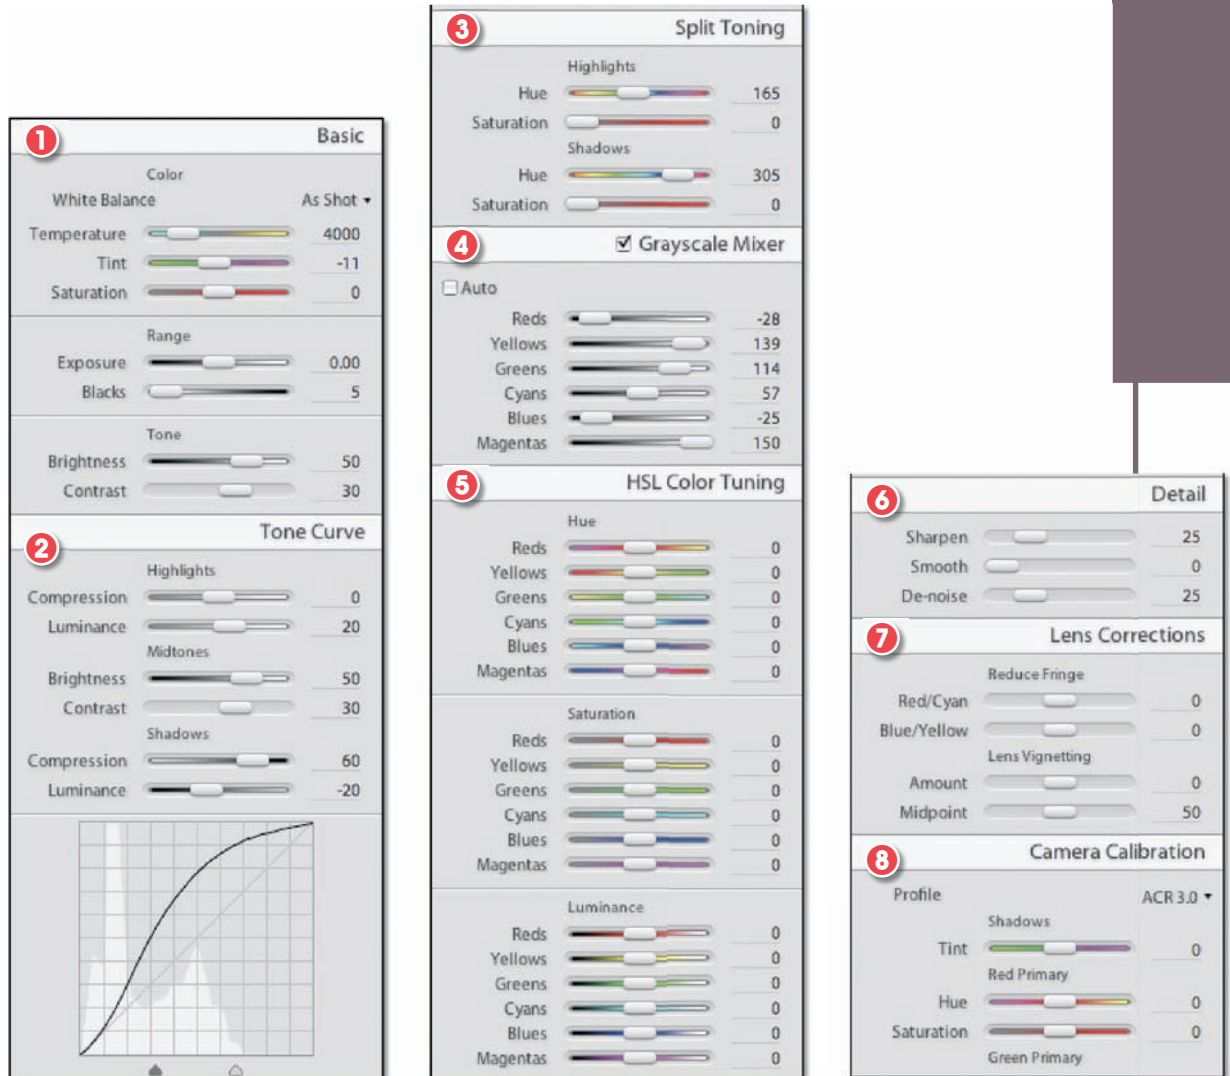 1 Basic
Color
White Balance As Shot
Temperature 4000
Tint -11
Saturation 0
Range
Exposure 0.00
Blacks 5
Tone
Brightness 50
Contrast 30
2 Tone Curve
Highlights
Compression 0
Luminance 20
Midtones
Brightness 50
Contrast 30
Shadows
Compression 60
Luminance -20
3 Split Toning
Highlights
Hue 165
Saturation 0
Shadows
Hue 305
Saturation 0
4 Grayscale Mixer
Auto
Reds -28
Yellows 139
Greens 114
Cyans 57
Blues -25
Magentas 150
5 HSL Color Tuning
Hue
Reds 0
Yellows 0
Greens 0
Cyans 0
Blues 0
Magentas 0
Saturation
Reds 0
Yellows 0
Greens 0
Cyans 0
Blues 0
Magentas 0
Luminance
Reds 0
Yellows 0
Greens 0
Cyans 0
Blues 0
Magentas 0
6 Detail
Sharpen 25
Smooth 0
De-noise 25
7 Lens Corrections
Reduce Fringe
Red/Cyan 0
Blue/Yellow 0
Lens Vignetting
Amount 0
Midpoint 50
8 Camera Calibration
Profile ACR 3.0
Shadows
Tint 0
Red Primary
Hue 0
Saturation 0
Green Primary